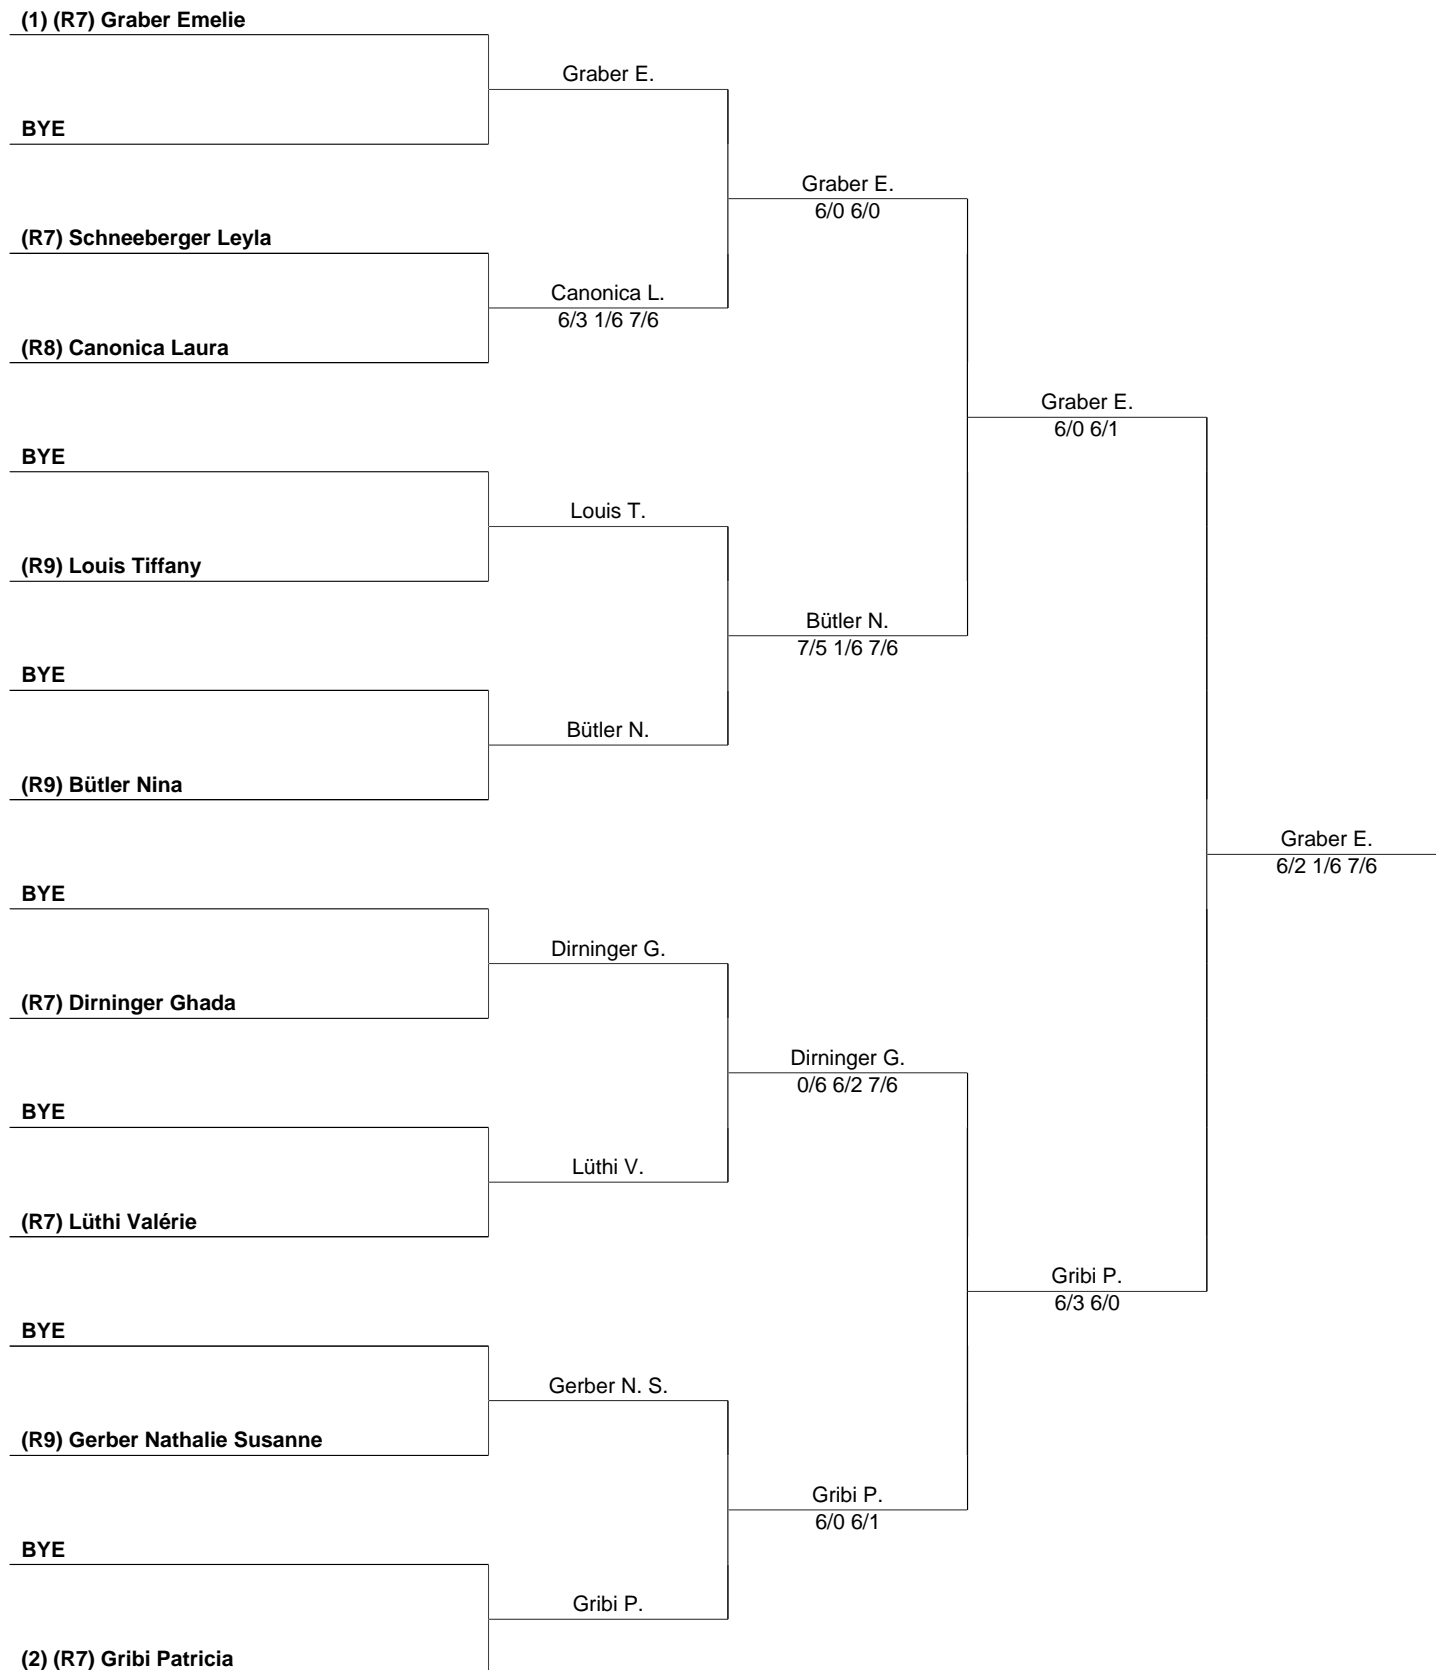 (1) (R7) Graber Emelie
Graber E.
BYE
Graber E.
6/0 6/0
(R7) Schneeberger Leyla
Canonica L.
6/3 1/6 7/6
(R8) Canonica Laura
Graber E.
6/0 6/1
BYE
Louis T.
(R9) Louis Tiffany
Bütler N.
7/5 1/6 7/6
BYE
Bütler N.
(R9) Bütler Nina
Graber E.
6/2 1/6 7/6
BYE
Dirninger G.
(R7) Dirninger Ghada
Dirninger G.
0/6 6/2 7/6
BYE
Lüthi V.
(R7) Lüthi Valérie
Gribi P.
6/3 6/0
BYE
Gerber N. S.
(R9) Gerber Nathalie Susanne
Gribi P.
6/0 6/1
BYE
Gribi P.
(2) (R7) Gribi Patricia